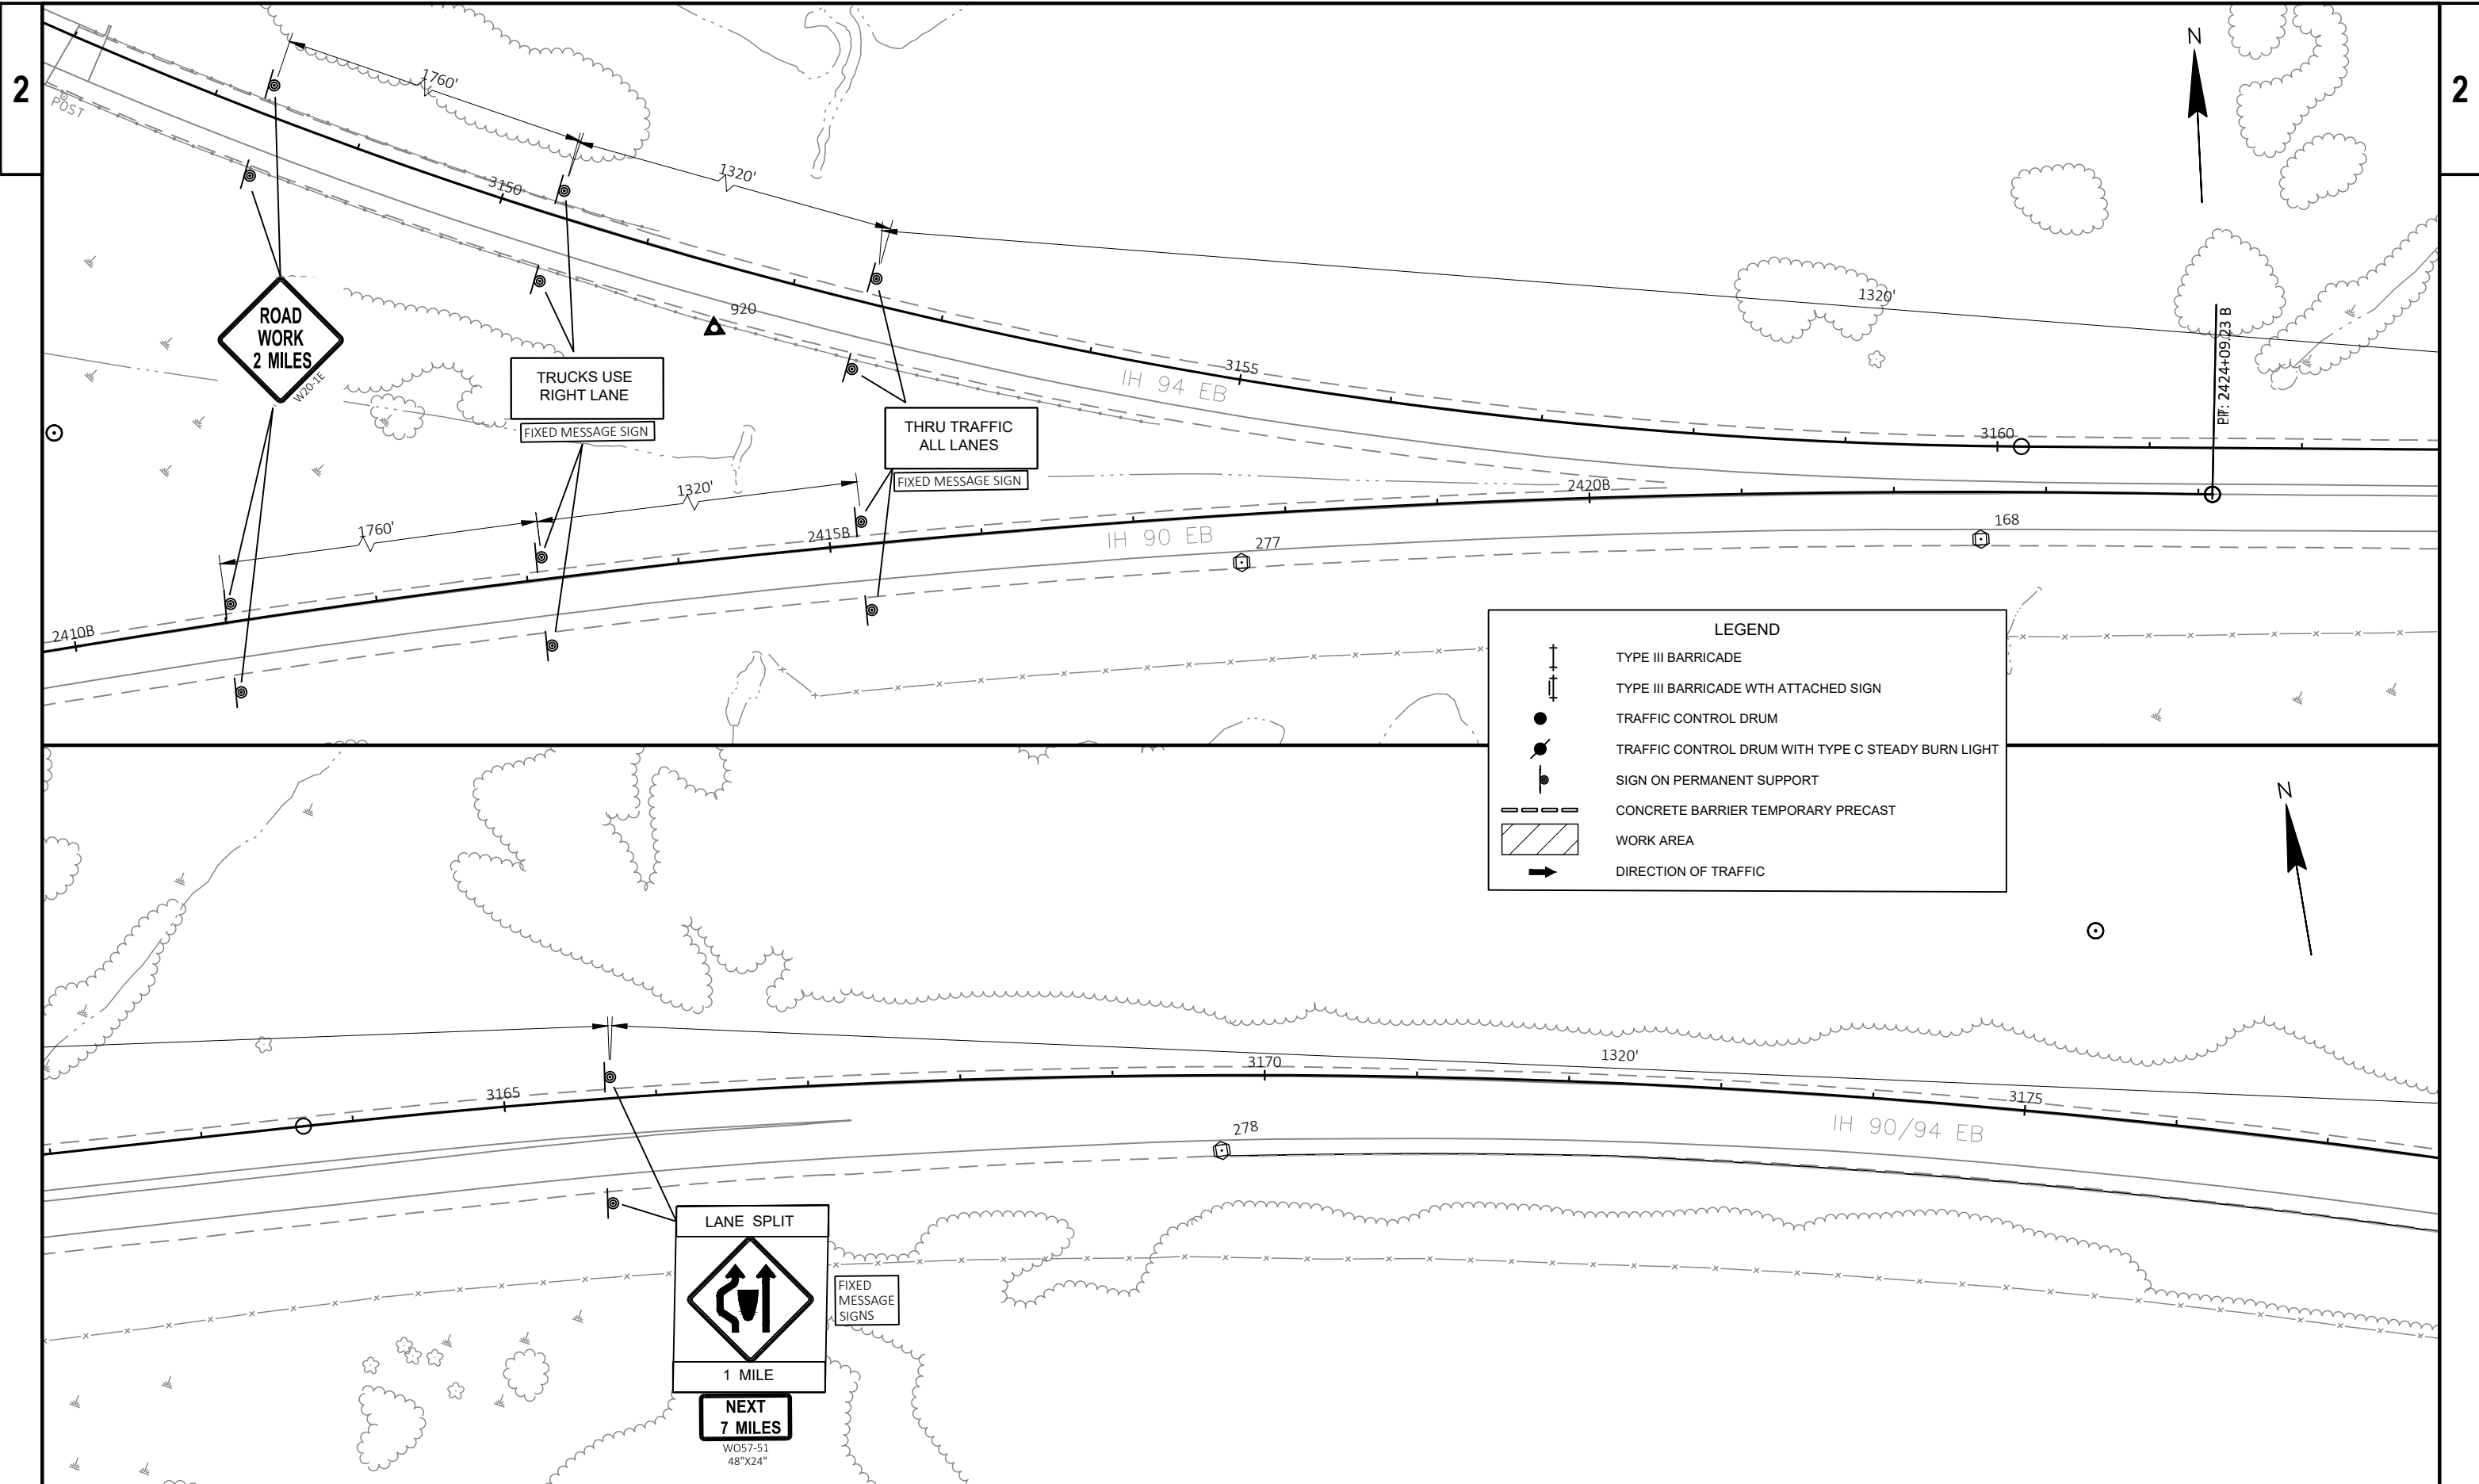 2
2
N
1760'
POST
1320'
3150
920
1320'
ROAD
WORK
2 MILES
W20-1E
3155
IH 94 EB
TRUCKS USE
RIGHT LANE
FIXED MESSAGE SIGN
THRU TRAFFIC
ALL LANES
FIXED MESSAGE SIGN
3160
2424+09.23 B
1320'
2420B
1760'
2415B
IH 90 EB
277
168
2410B
LEGEND
TYPE III BARRICADE
TYPE III BARRICADE WTH ATTACHED SIGN
TRAFFIC CONTROL DRUM
TRAFFIC CONTROL DRUM WITH TYPE C STEADY BURN LIGHT
SIGN ON PERMANENT SUPPORT
CONCRETE BARRIER TEMPORARY PRECAST
WORK AREA
DIRECTION OF TRAFFIC
N
3165
3170
1320'
3175
278
IH 90/94 EB
LANE SPLIT
FIXED
MESSAGE
SIGNS
1 MILE
NEXT
7 MILES
WO57-51
48"X24"